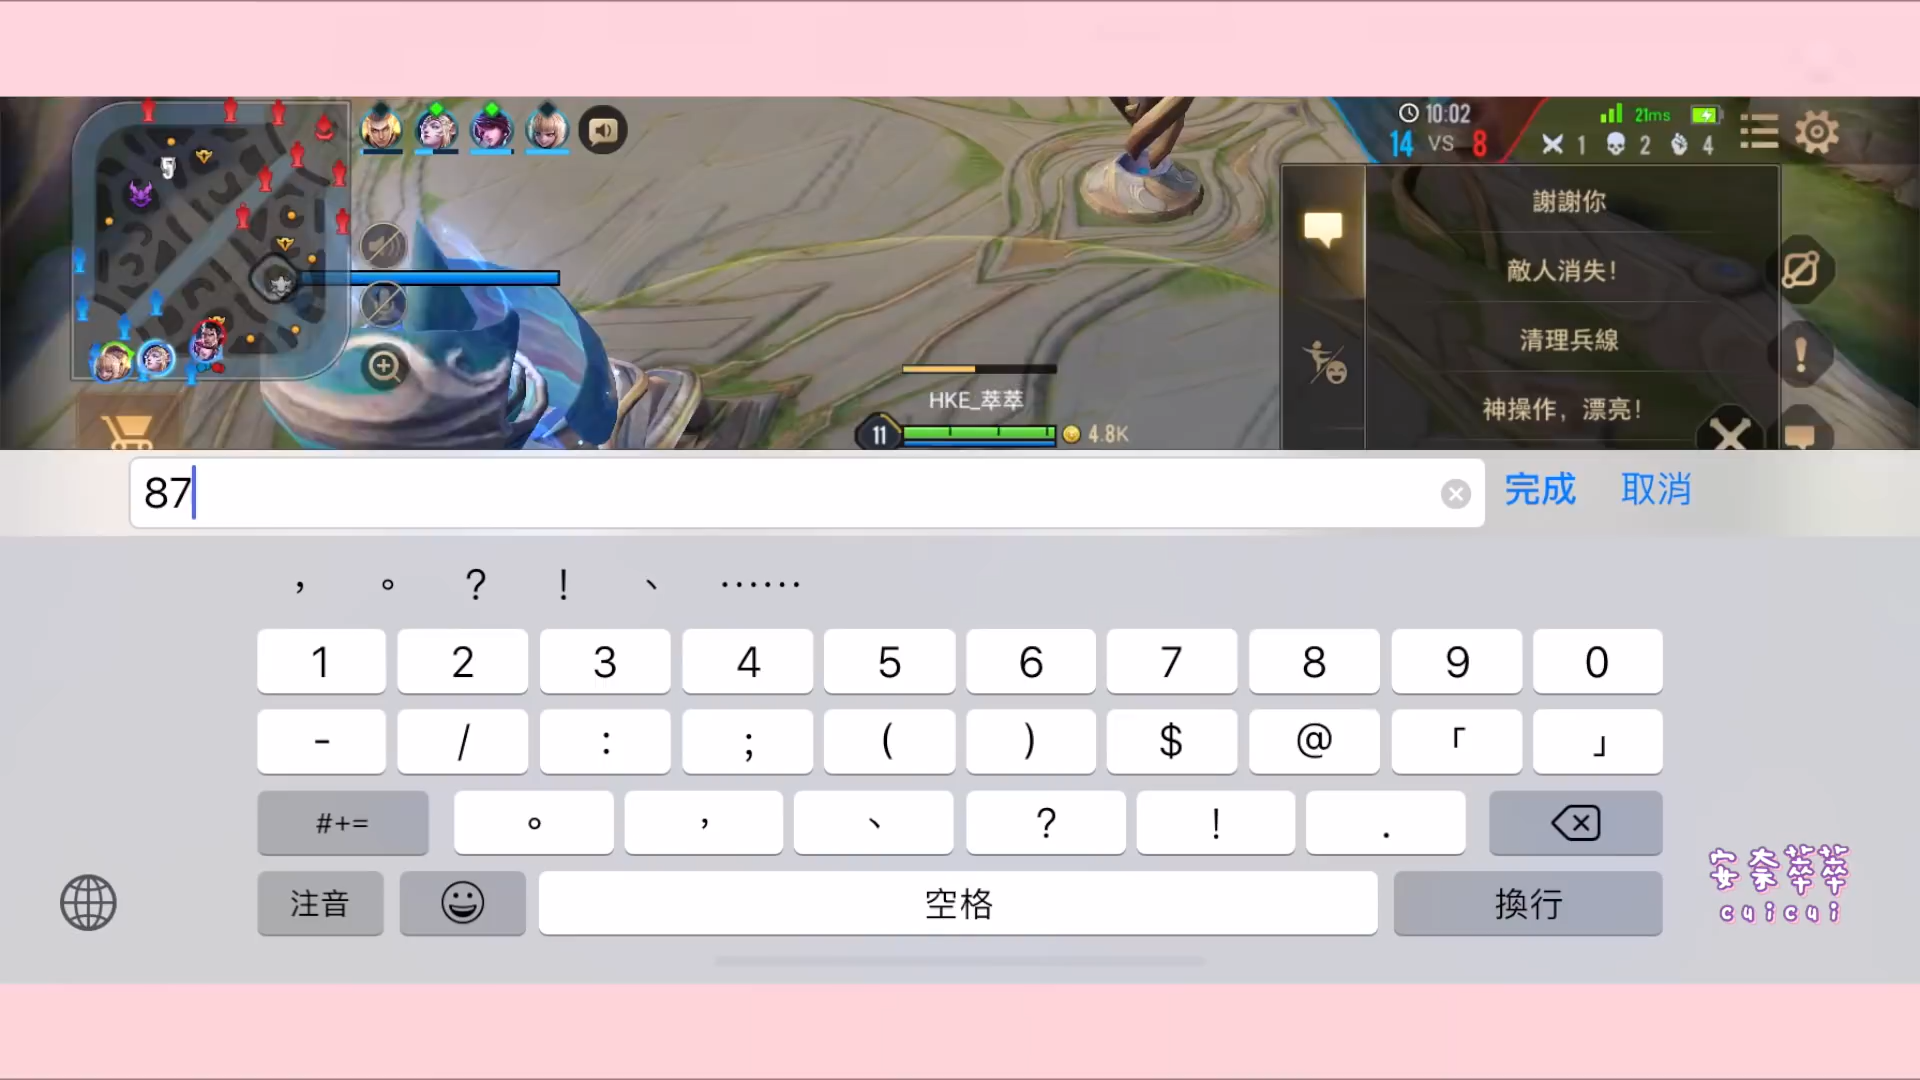 10:02
21ms
14 VS 8
1 2 4
5
謝謝你
敵人消失！
清理兵線
神操作，漂亮！
HKE_萃萃
11
4.8K
87
完成 取消
， 。 ？ ！ 、 ……
1 2 3 4 5 6 7 8 9 0
- / : ; ( ) $ @ 「 」
#+= 。 ， 、 ？ ！ .
注音 空格 換行
安奈萃萃
cuicui